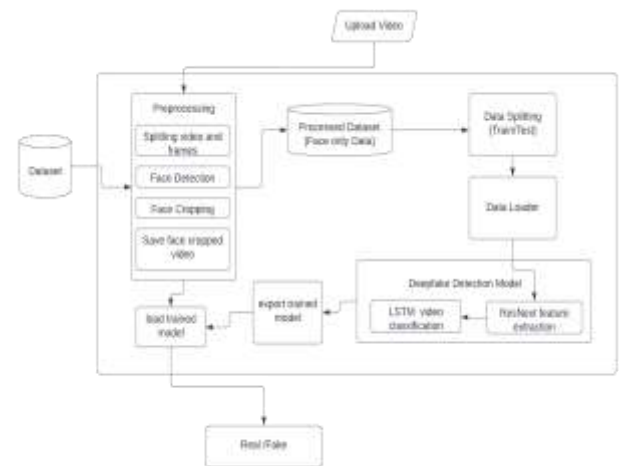 Upload Video
Preprocessing
Splitting video and
frames
Face Detection
Face Cropping
Save face cropped
video
Dataset
Processed Dataset
(Face only Data)
Data Splitting
(Train/Test)
Data Loader
Deepfake Detection Model
LSTM video
classification
ResNext feature
extraction
export trained
model
load trained
model
Real /Fake